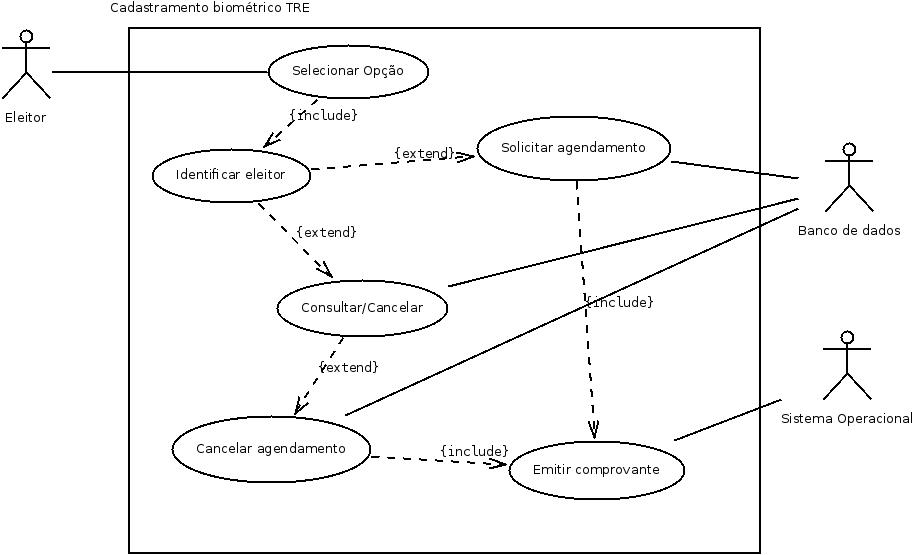 Cadastramento biométrico TRE
Selecionar Opção
Eleitor
{include}
Solicitar agendamento
{extend}
Identificar eleitor
Banco de dados
{extend}
{include}
Consultar/Cancelar
{extend}
Sistema Operacional
Cancelar agendamento
{include}
Emitir comprovante